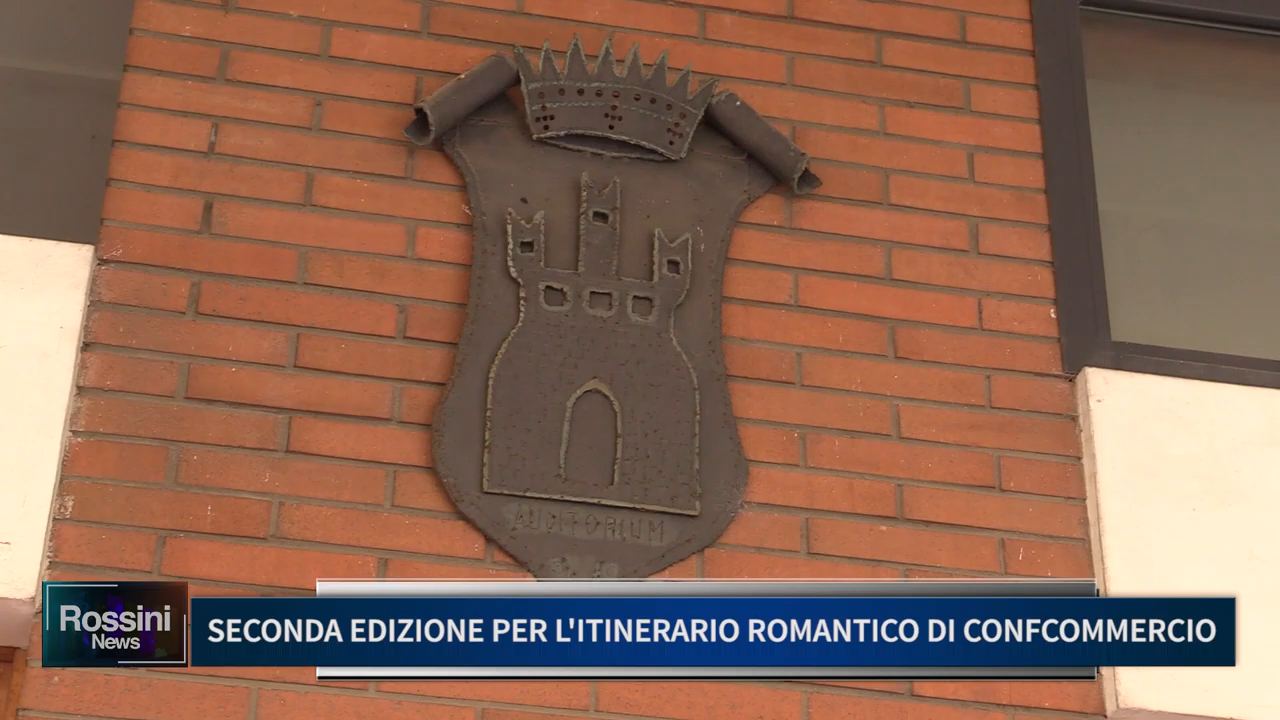 AUDITORIUM
Rossini
News
SECONDA EDIZIONE PER L'ITINERARIO ROMANTICO DI CONFCOMMERCIO